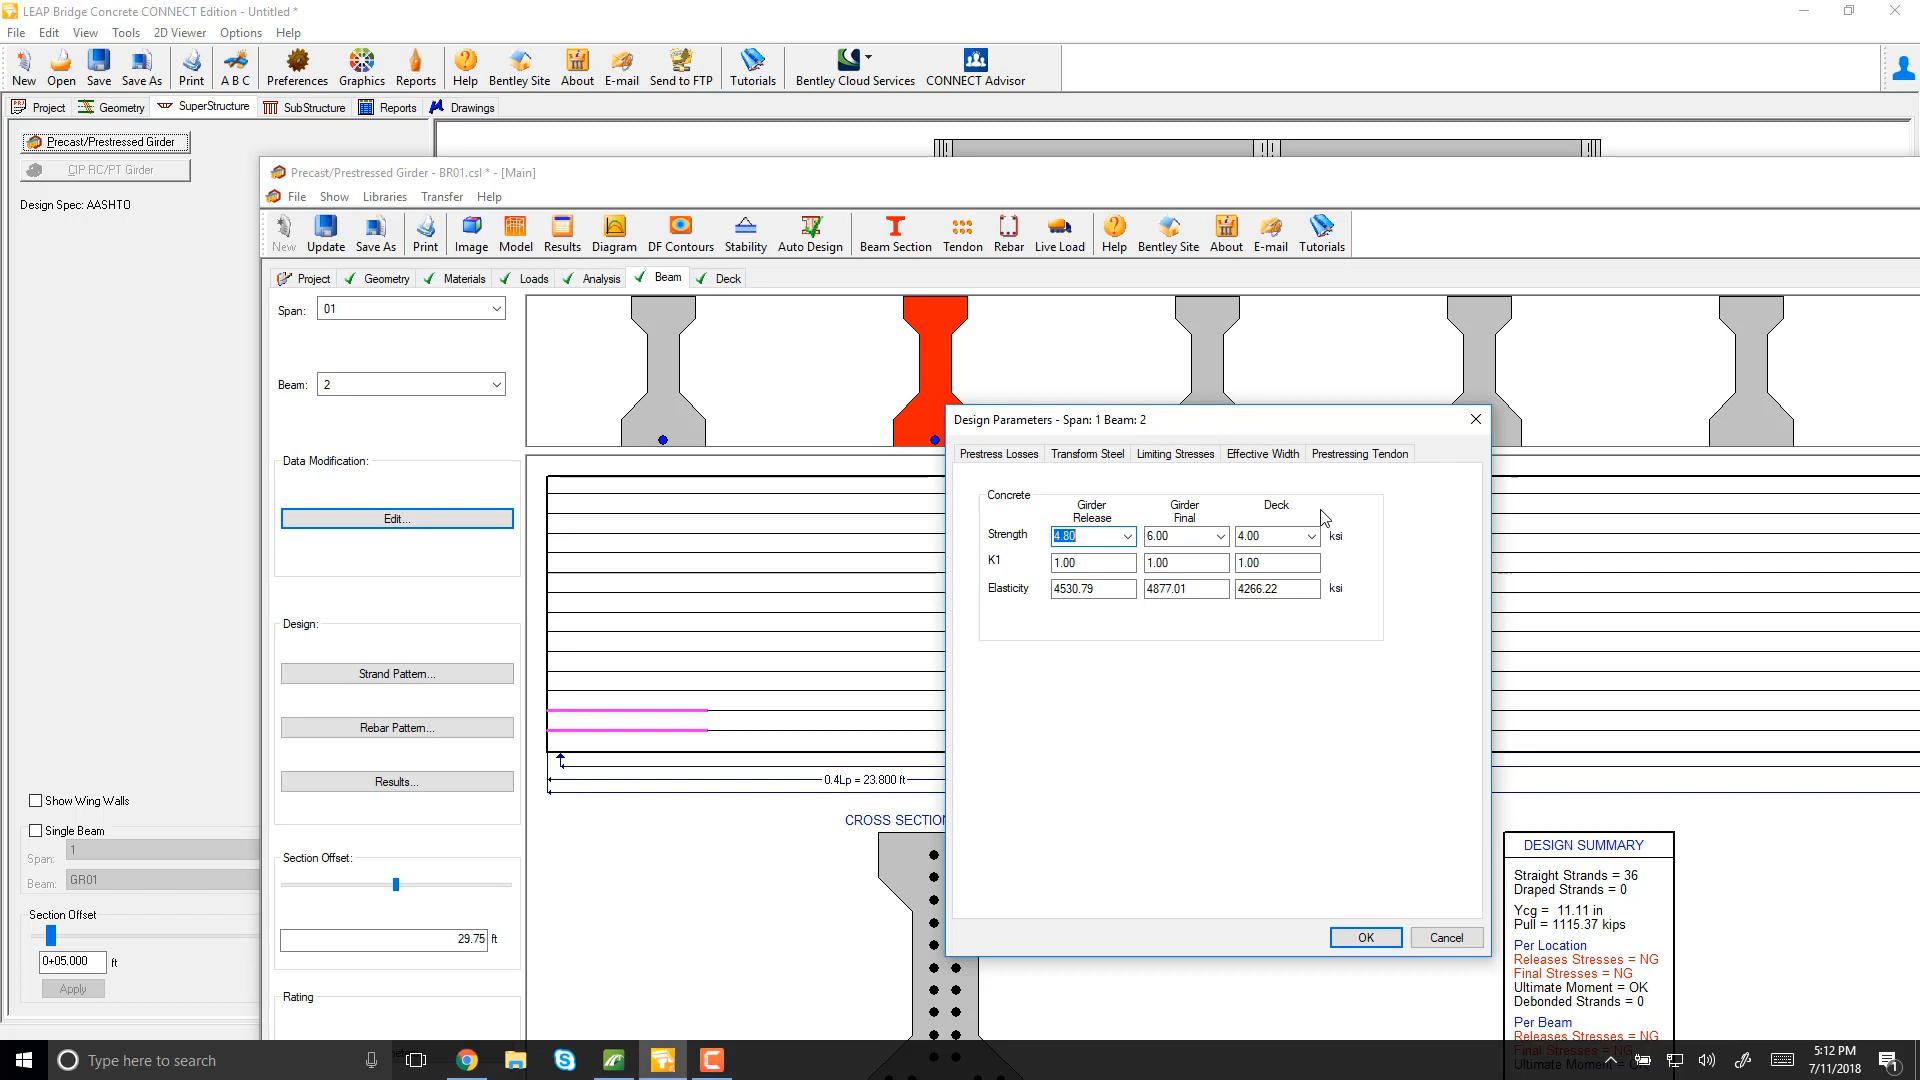 LEAP Bridge Concrete CONNECT Edition - Untitled *
File Edit View Tools 2D Viewer Options Help
New Open Save Save As Print A B C Preferences Graphics Reports Help Bentley Site About E-mail Send to FTP Tutorials Bentley Cloud Services CONNECT Advisor
Project Geometry SuperStructure SubStructure Reports Drawings
Precast/Prestressed Girder
CIP RC/PT Girder
Design Spec: AASHTO
Show Wing Walls
Single Beam
Span: 1
Beam: GR01
Section Offset
0+05.000 ft
Apply
Precast/Prestressed Girder - BR01.csl * - [Main]
File Show Libraries Transfer Help
New Update Save As Print Image Model Results Diagram DF Contours Stability Auto Design Beam Section Tendon Rebar Live Load Help Bentley Site About E-mail Tutorials
Project Geometry Materials Loads Analysis Beam Deck
Span: 01
Beam: 2
Data Modification:
Edit...
Design:
Strand Pattern...
Rebar Pattern...
Results...
Section Offset:
29.75 ft
Rating
0.4Lp = 23.800 ft
CROSS SECTION
Design Parameters - Span: 1 Beam: 2
Prestress Losses Transform Steel Limiting Stresses Effective Width Prestressing Tendon
Concrete
Girder Release Girder Final Deck
Strength 4.80 6.00 4.00 ksi
K1 1.00 1.00 1.00
Elasticity 4530.79 4877.01 4266.22 ksi
OK Cancel
DESIGN SUMMARY
Straight Strands = 36
Draped Strands = 0
Ycg = 11.11 in
Pull = 1115.37 kips
Per Location
Releases Stresses = NG
Final Stresses = NG
Ultimate Moment = OK
Debonded Strands = 0
Per Beam
Releases Stresses = NG
Type here to search
5:12 PM
7/11/2018
1